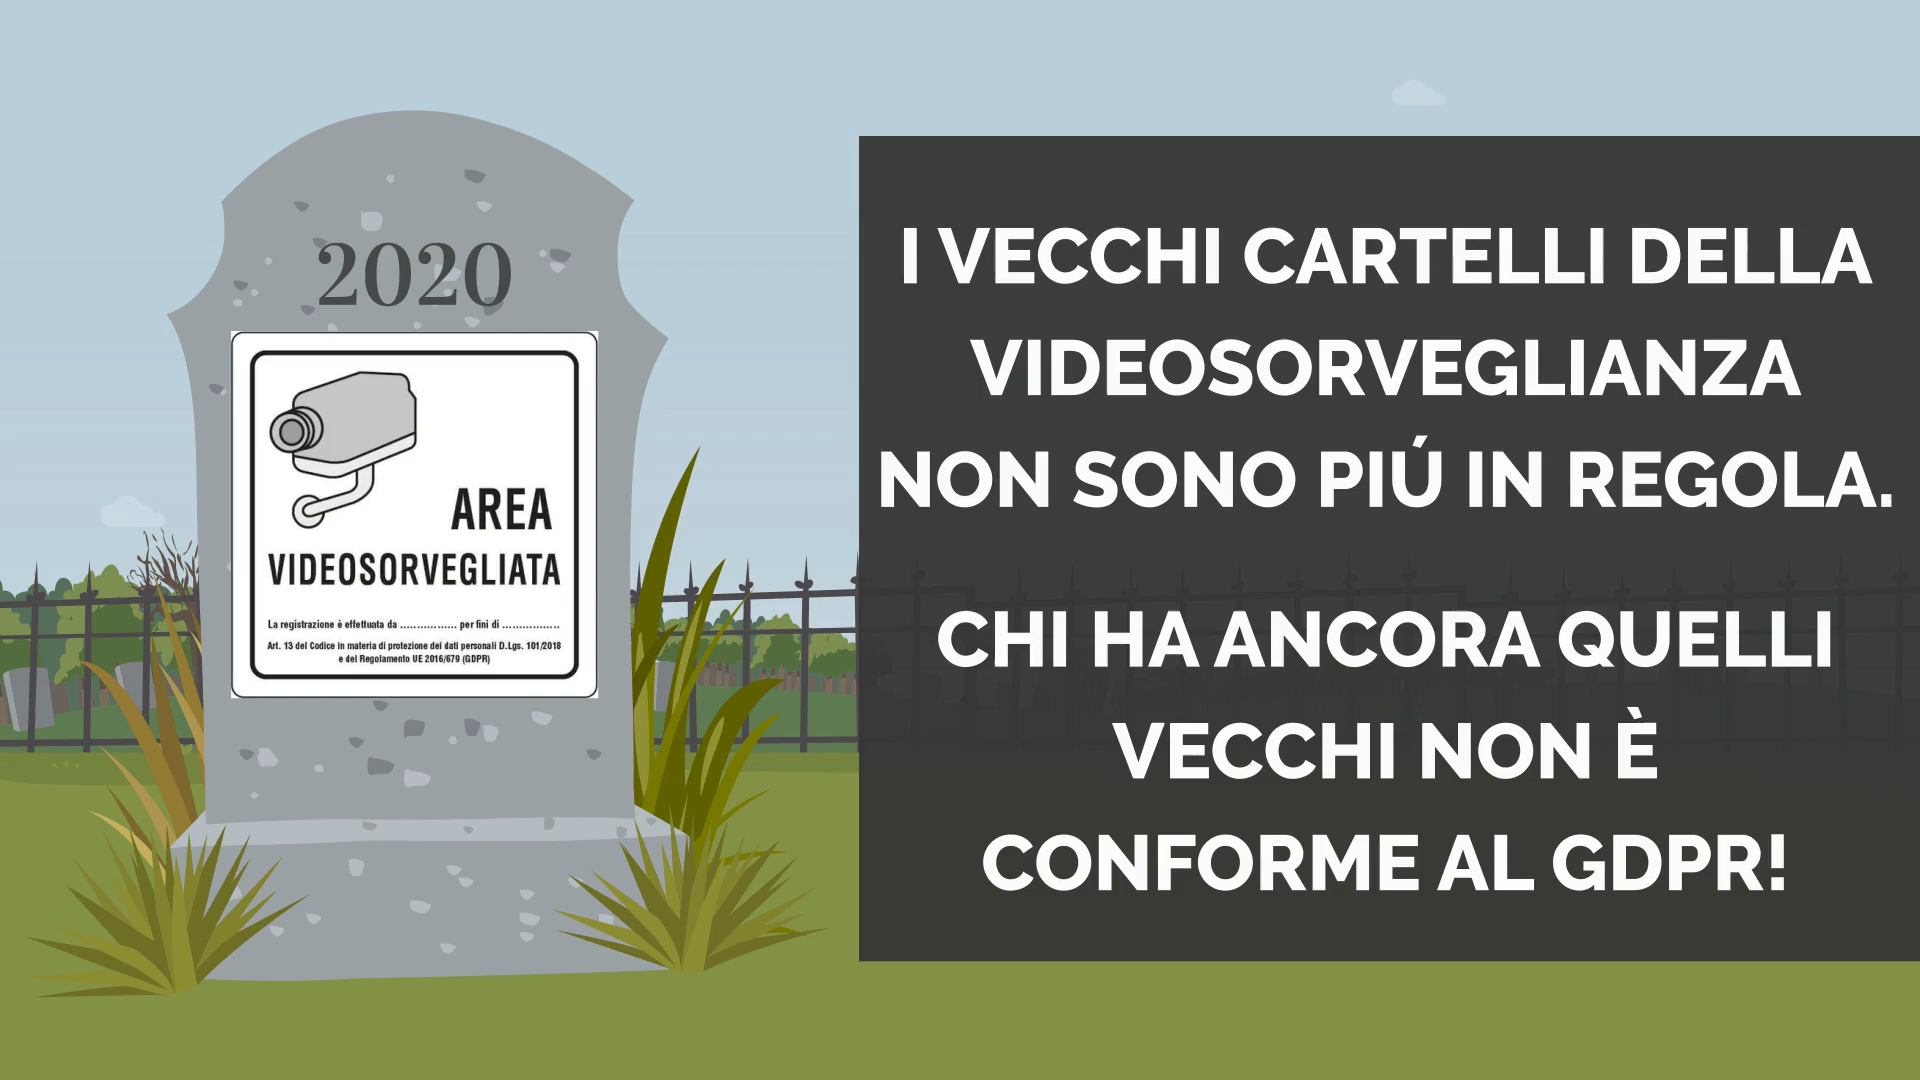 2020
AREA
VIDEOSORVEGLIATA
La registrazione è effettuata da ................. per fini di .................
Art. 13 del Codice in materia di protezione dei dati personali D.Lgs. 101/2018
e del Regolamento UE 2016/679 (GDPR)
I VECCHI CARTELLI DELLA
VIDEOSORVEGLIANZA
NON SONO PIÚ IN REGOLA.
CHI HA ANCORA QUELLI
VECCHI NON È
CONFORME AL GDPR!